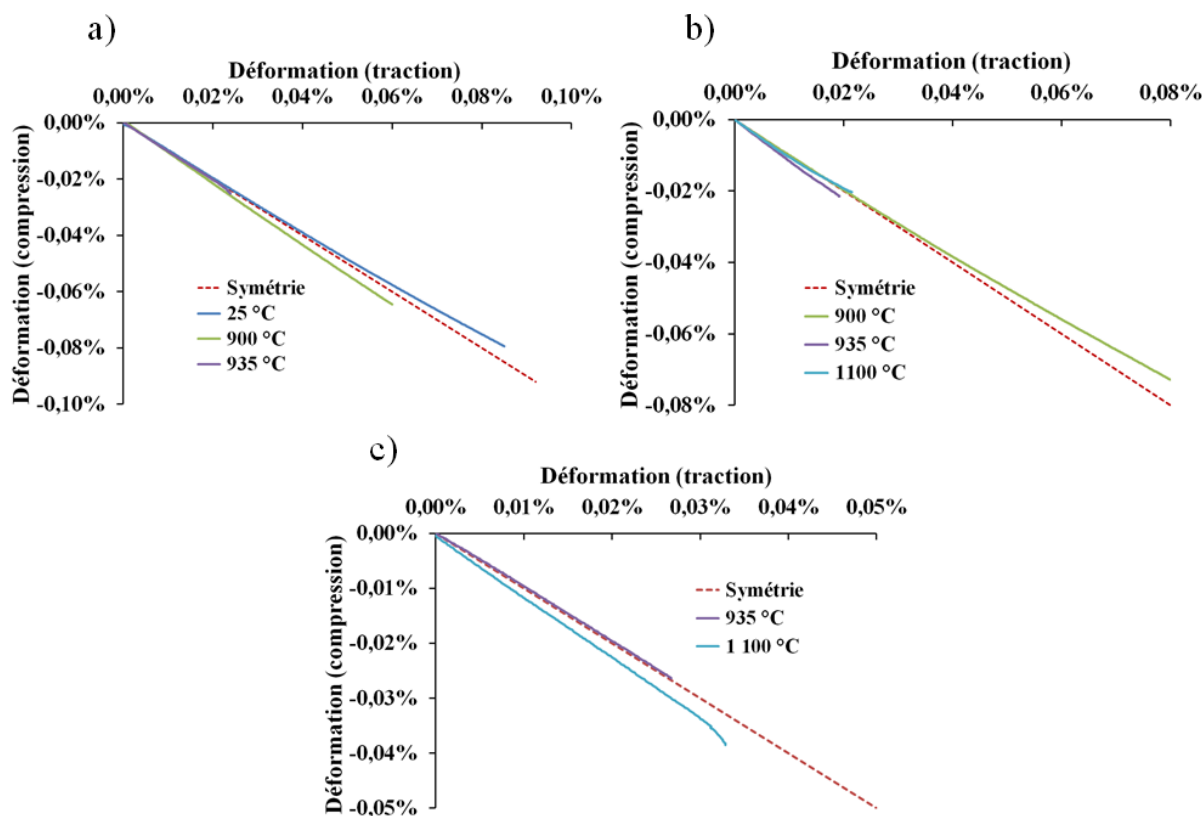 a)
Déformation (traction)
0,00% 0,02% 0,04% 0,06% 0,08% 0,10%
Déformation (compression)
0,00%
-0,02%
-0,04%
-0,06%
-0,08%
-0,10%
Symétrie
25 °C
900 °C
935 °C
b)
Déformation (traction)
0,00% 0,02% 0,04% 0,06% 0,08%
Déformation (compression)
0,00%
-0,02%
-0,04%
-0,06%
-0,08%
Symétrie
900 °C
935 °C
1100 °C
c)
Déformation (traction)
0,00% 0,01% 0,02% 0,03% 0,04% 0,05%
Déformation (compression)
0,00%
-0,01%
-0,02%
-0,03%
-0,04%
-0,05%
Symétrie
935 °C
1 100 °C